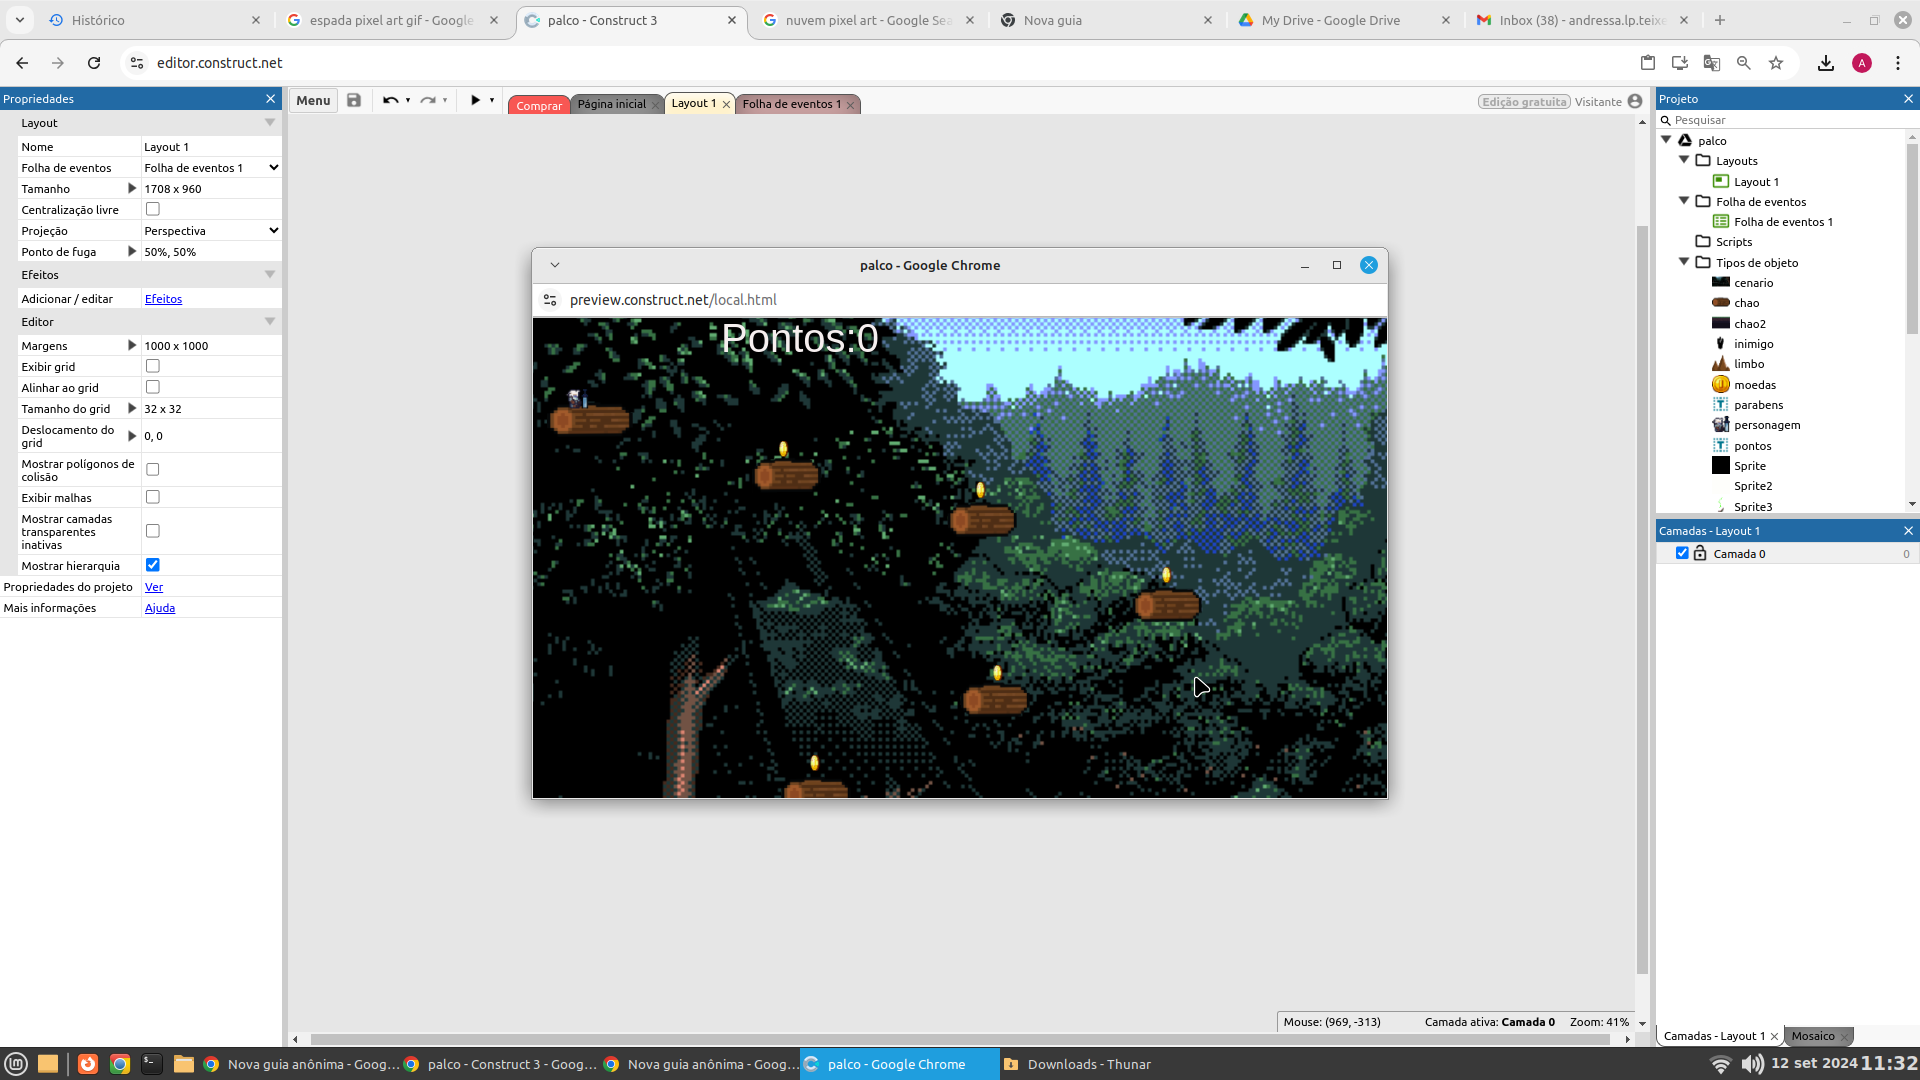 Histórico
espada pixel art gif - Google
palco - Construct 3
nuvem pixel art - Google Sea
Nova guia
My Drive - Google Drive
Inbox (38) - andressa.lp.teixe
editor.construct.net
A
Propriedades
Menu
Comprar
Página inicial
Layout 1
Folha de eventos 1
Edição gratuita
Visitante
Projeto
Layout
Pesquisar
Nome
Layout 1
palco
Folha de eventos
Folha de eventos 1
Layouts
Tamanho
1708 x 960
Layout 1
Centralização livre
Folha de eventos
Projeção
Perspectiva
Folha de eventos 1
Ponto de fuga
50%, 50%
Scripts
Efeitos
Tipos de objeto
Adicionar / editar
Efeitos
cenario
Editor
chao
Margens
1000 x 1000
chao2
Exibir grid
inimigo
Alinhar ao grid
limbo
Tamanho do grid
32 x 32
moedas
Deslocamento do
grid
0, 0
parabens
Mostrar polígonos de
colisão
personagem
Exibir malhas
pontos
Mostrar camadas
transparentes
inativas
Sprite
Mostrar hierarquia
Sprite2
Propriedades do projeto
Ver
Sprite3
Mais informações
Ajuda
Camadas - Layout 1
Camada 0
0
palco - Google Chrome
preview.construct.net/local.html
Pontos:0
Mouse: (969, -313)
Camada ativa: Camada 0
Zoom: 41%
Camadas - Layout 1
Mosaico
Nova guia anônima - Goog...
palco - Construct 3 - Goog...
Nova guia anônima - Goog...
palco - Google Chrome
Downloads - Thunar
12 set 2024
11:32